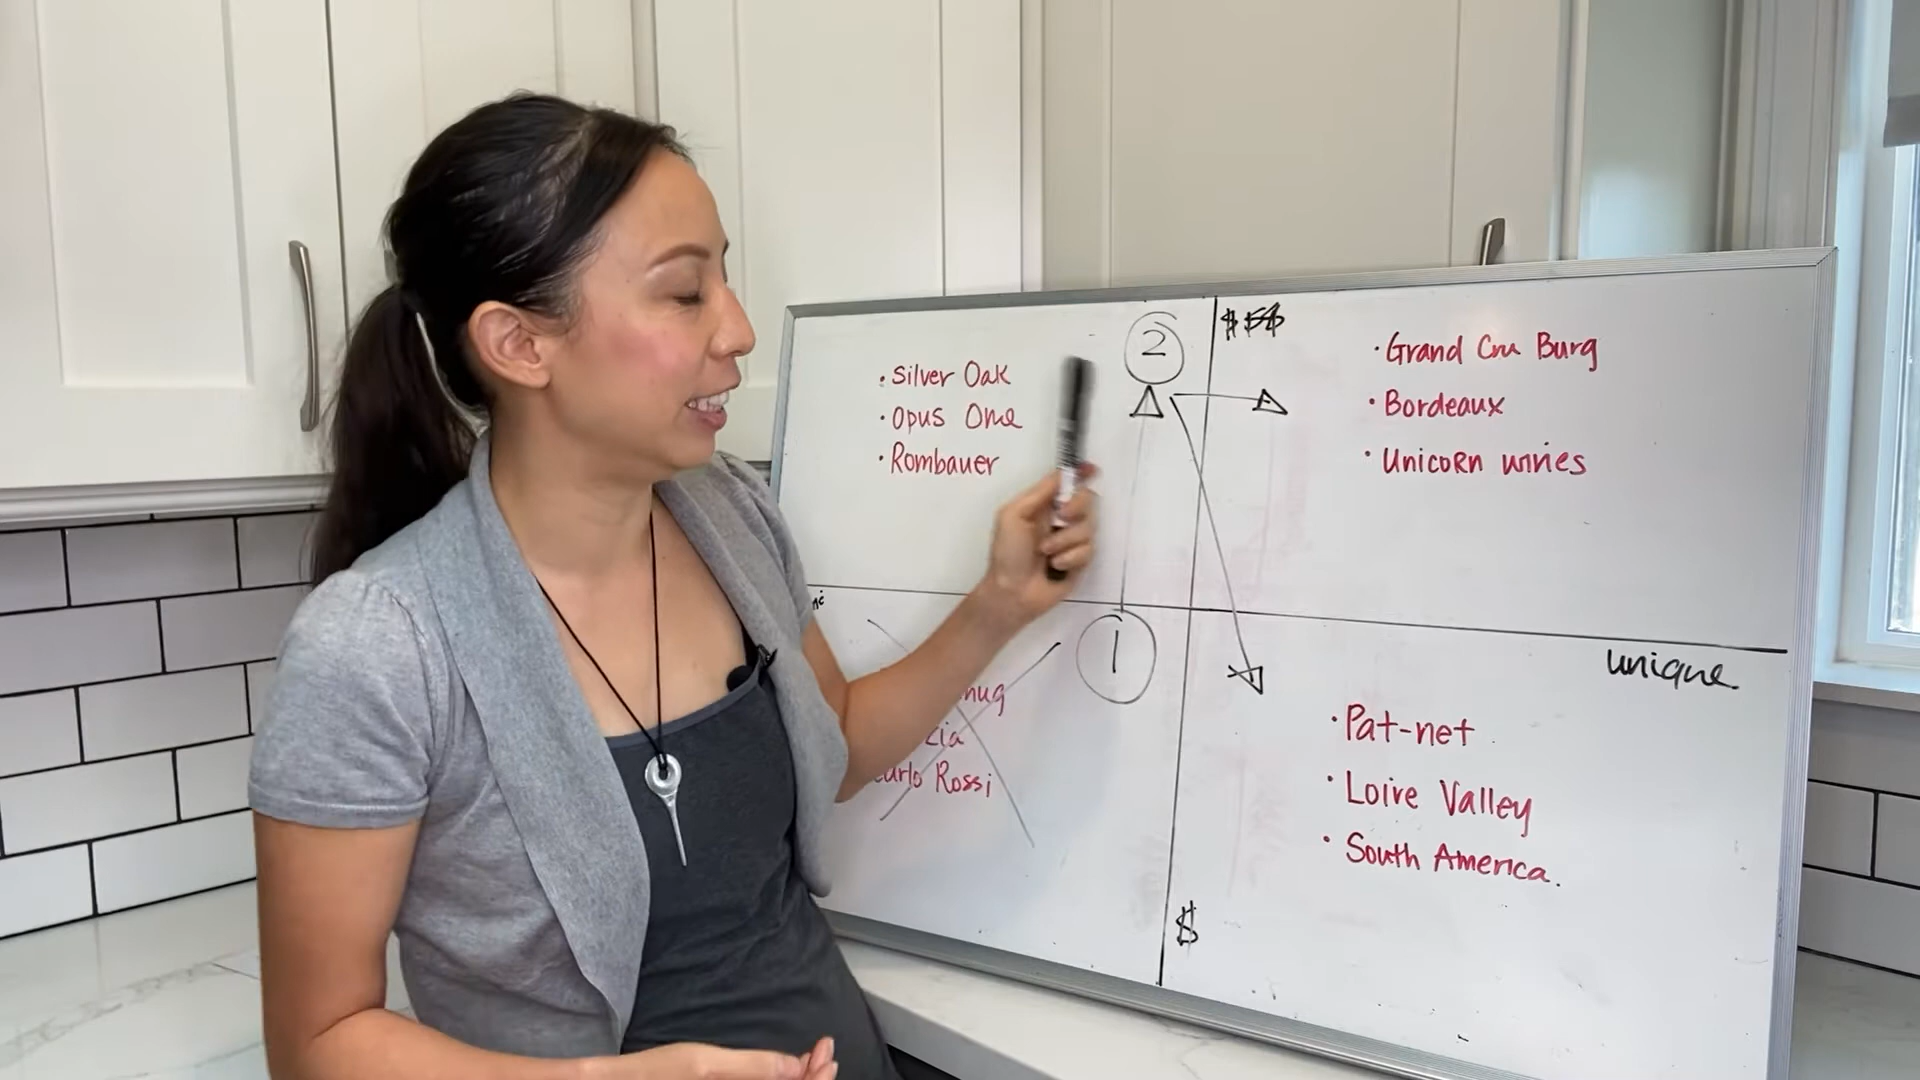 2
$ $ $
· Silver Oak
· Opus One
· Rombauer
· Grand Cru Burg
· Bordeaux
· Unicorn wines
1
unique
Rossi
· Pat-net
· Loire Valley
· South America.
$